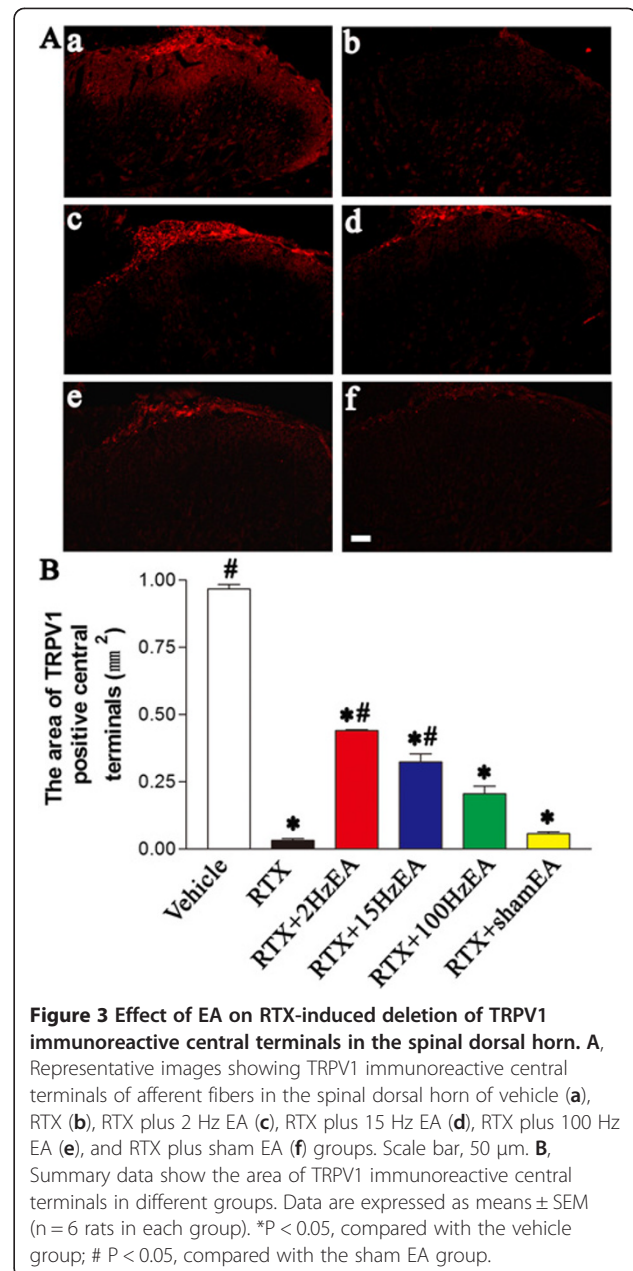 A
a
b
c
d
e
f
B
The area of TRPV1
positive central
terminals (mm²)
1.00
0.75
0.50
0.25
0.00
#
*
*#
*#
*
*
Vehicle
RTX
RTX+2HzEA
RTX+15HzEA
RTX+100HzEA
RTX+shamEA
Figure 3 Effect of EA on RTX-induced deletion of TRPV1
immunoreactive central terminals in the spinal dorsal horn. A,
Representative images showing TRPV1 immunoreactive central
terminals of afferent fibers in the spinal dorsal horn of vehicle (a),
RTX (b), RTX plus 2 Hz EA (c), RTX plus 15 Hz EA (d), RTX plus 100 Hz
EA (e), and RTX plus sham EA (f) groups. Scale bar, 50 μm. B,
Summary data show the area of TRPV1 immunoreactive central
terminals in different groups. Data are expressed as means ± SEM
(n = 6 rats in each group). *P < 0.05, compared with the vehicle
group; # P < 0.05, compared with the sham EA group.